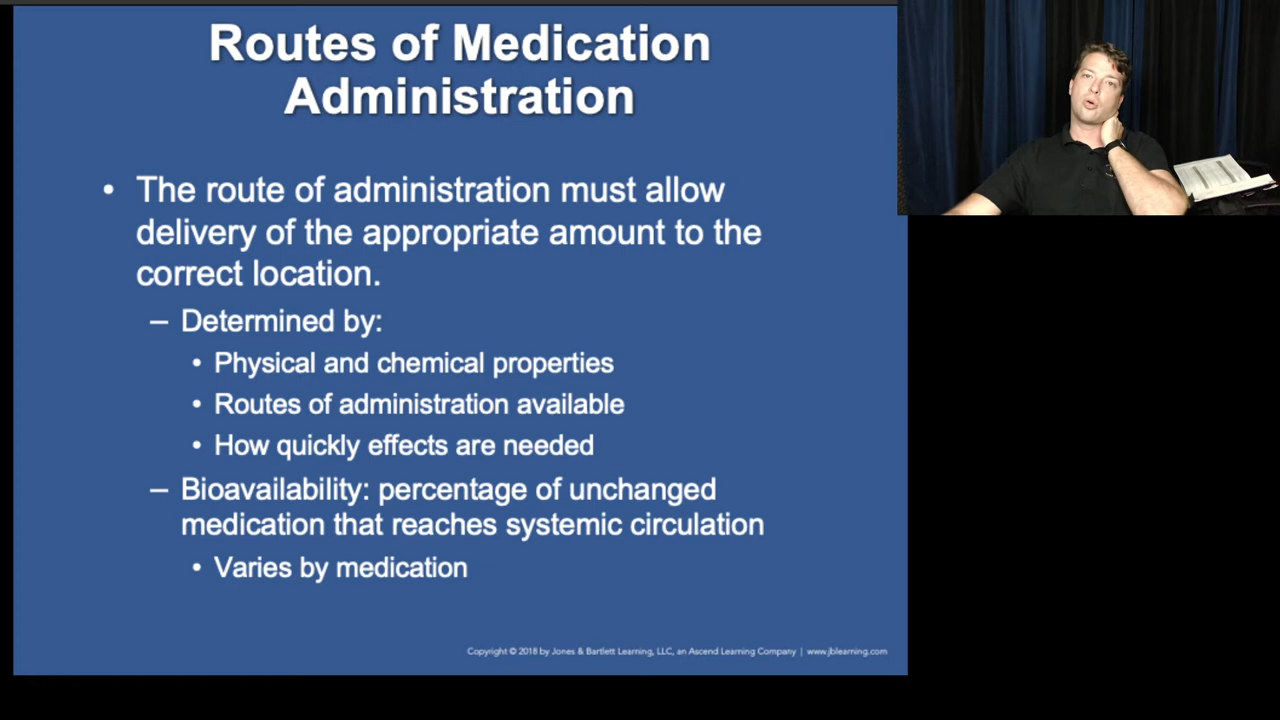 Routes of Medication
Administration
• The route of administration must allow
delivery of the appropriate amount to the
correct location.
– Determined by:
• Physical and chemical properties
• Routes of administration available
• How quickly effects are needed
– Bioavailability: percentage of unchanged
medication that reaches systemic circulation
• Varies by medication
Copyright © 2018 by Jones & Bartlett Learning, LLC, an Ascend Learning Company | www.jblearning.com